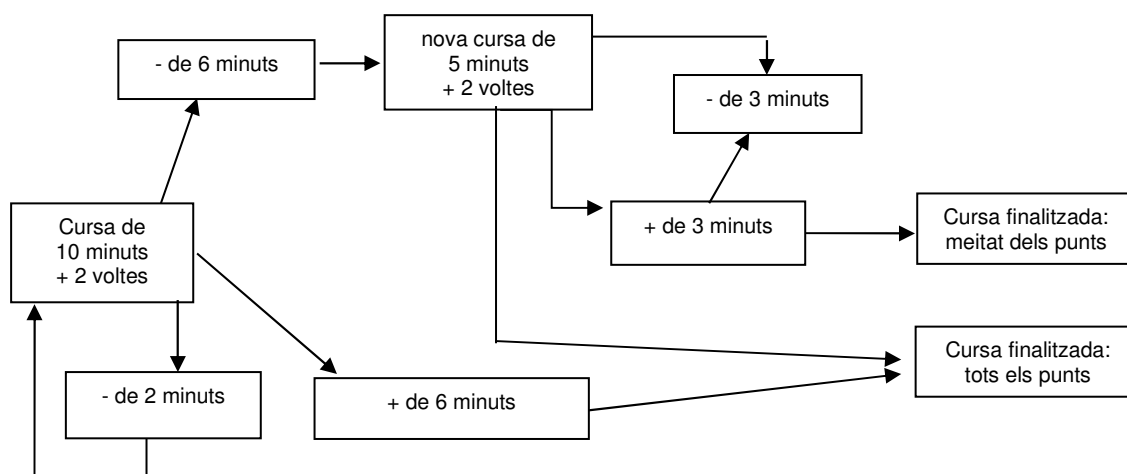 - de 6 minuts
nova cursa de
5 minuts
+ 2 voltes
- de 3 minuts
Cursa de
10 minuts
+ 2 voltes
+ de 3 minuts
Cursa finalitzada:
meitat dels punts
- de 2 minuts
+ de 6 minuts
Cursa finalitzada:
tots els punts